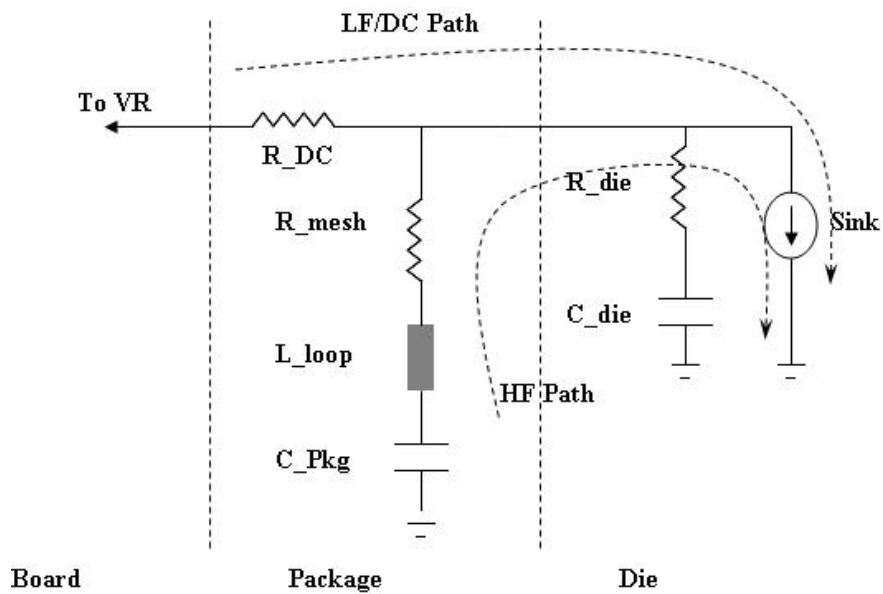 LF/DC Path
To VR
R_DC
R_die
R_mesh
Sink
C_die
L_loop
HF Path
C_Pkg
Board
Package
Die